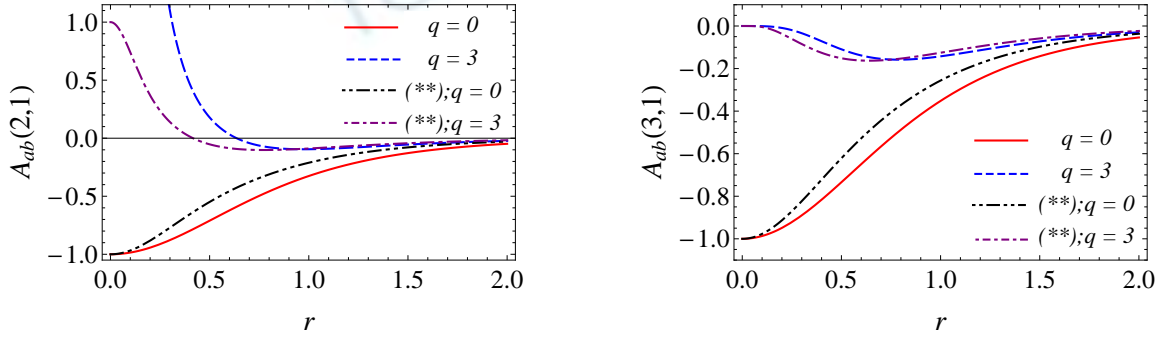 1.0
0.5
0.0
−0.5
−1.0
A_ab(2,1)
q = 0
q = 3
(**);q = 0
(**);q = 3
0.0 0.5 1.0 1.5 2.0
r
0.0
−0.2
−0.4
−0.6
−0.8
−1.0
A_ab(3,1)
q = 0
q = 3
(**);q = 0
(**);q = 3
0.0 0.5 1.0 1.5 2.0
r